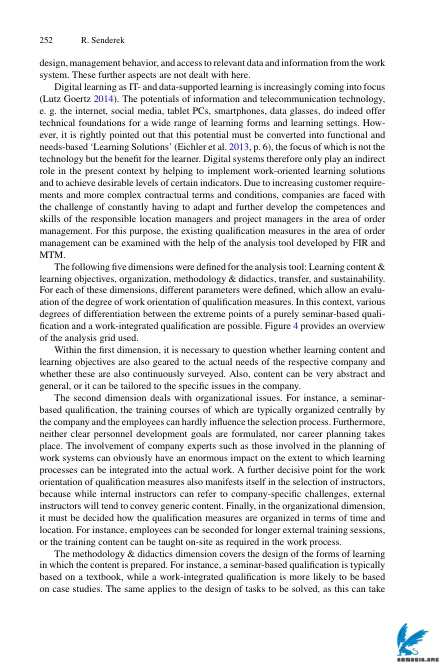 252 R. Senderek
design, management behavior, and access to relevant data and information from the work
system. These further aspects are not dealt with here.
Digital learning as IT- and data-supported learning is increasingly coming into focus
(Lutz Goertz 2014). The potentials of information and telecommunication technology,
e. g. the internet, social media, tablet PCs, smartphones, data glasses, do indeed offer
technical foundations for a wide range of learning forms and learning settings. How-
ever, it is rightly pointed out that this potential must be converted into functional and
needs-based ‘Learning Solutions’ (Eichler et al. 2013, p. 6), the focus of which is not the
technology but the benefit for the learner. Digital systems therefore only play an indirect
role in the present context by helping to implement work-oriented learning solutions
and to achieve desirable levels of certain indicators. Due to increasing customer require-
ments and more complex contractual terms and conditions, companies are faced with
the challenge of constantly having to adapt and further develop the competences and
skills of the responsible location managers and project managers in the area of order
management. For this purpose, the existing qualification measures in the area of order
management can be examined with the help of the analysis tool developed by FIR and
MTM.
The following five dimensions were defined for the analysis tool: Learning content &
learning objectives, organization, methodology & didactics, transfer, and sustainability.
For each of these dimensions, different parameters were defined, which allow an evalu-
ation of the degree of work orientation of qualification measures. In this context, various
degrees of differentiation between the extreme points of a purely seminar-based quali-
fication and a work-integrated qualification are possible. Figure 4 provides an overview
of the analysis grid used.
Within the first dimension, it is necessary to question whether learning content and
learning objectives are also geared to the actual needs of the respective company and
whether these are also continuously surveyed. Also, content can be very abstract and
general, or it can be tailored to the specific issues in the company.
The second dimension deals with organizational issues. For instance, a seminar-
based qualification, the training courses of which are typically organized centrally by
the company and the employees can hardly influence the selection process. Furthermore,
neither clear personnel development goals are formulated, nor career planning takes
place. The involvement of company experts such as those involved in the planning of
work systems can obviously have an enormous impact on the extent to which learning
processes can be integrated into the actual work. A further decisive point for the work
orientation of qualification measures also manifests itself in the selection of instructors,
because while internal instructors can refer to company-specific challenges, external
instructors will tend to convey generic content. Finally, in the organizational dimension,
it must be decided how the qualification measures are organized in terms of time and
location. For instance, employees can be seconded for longer external training sessions,
or the training content can be taught on-site as required in the work process.
The methodology & didactics dimension covers the design of the forms of learning
in which the content is prepared. For instance, a seminar-based qualification is typically
based on a textbook, while a work-integrated qualification is more likely to be based
on case studies. The same applies to the design of tasks to be solved, as this can take